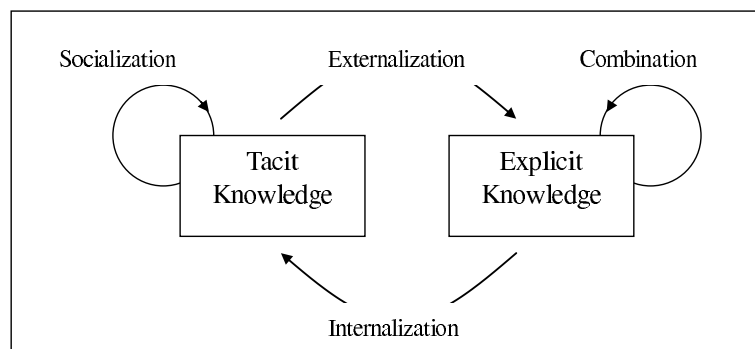 Socialization
Externalization
Combination
Tacit
Knowledge
Explicit
Knowledge
Internalization